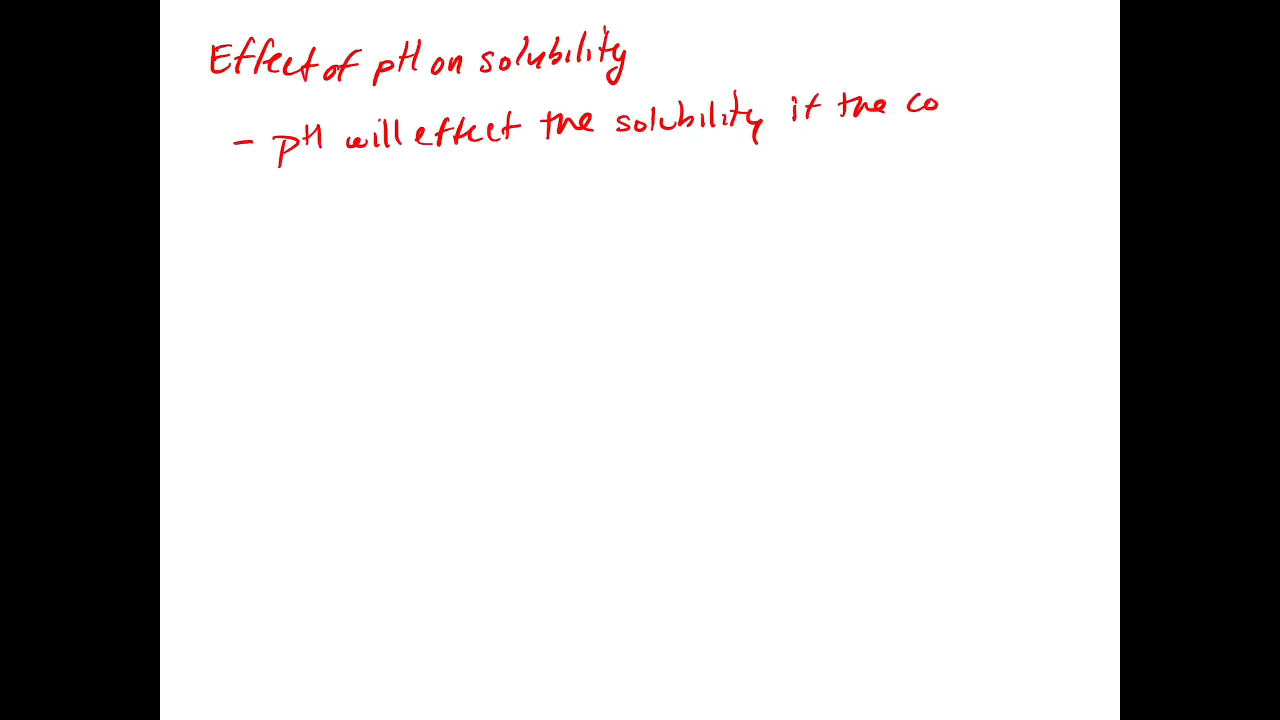 Effect of pH on solubility
- pH will effect the solubility if the co